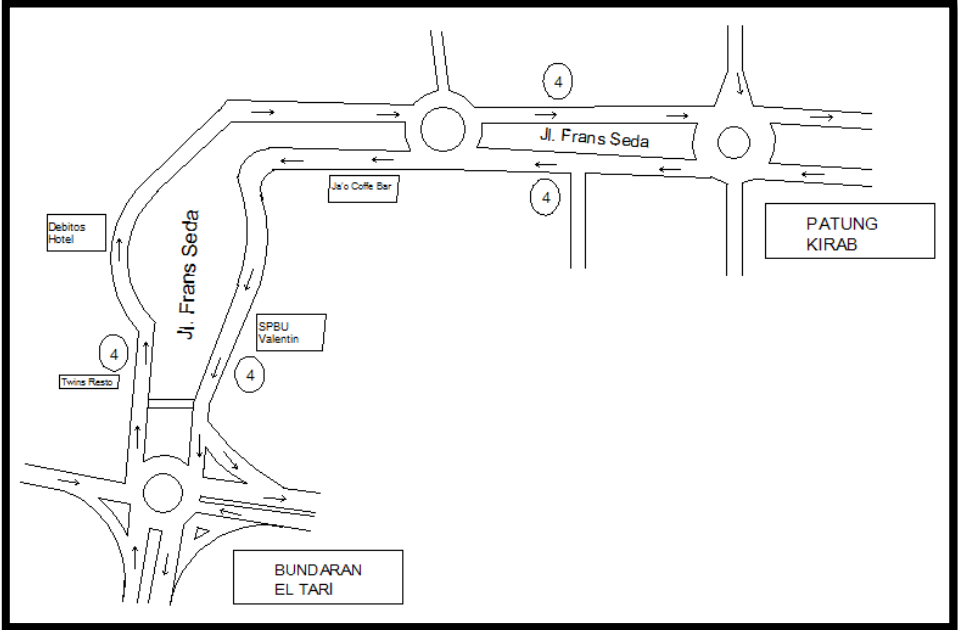 4
Jl. Frans Seda
Ja'o Coffe Bar
4
Debitos
Hotel
PATUNG
KIRAB
Jl. Frans Seda
SPBU
Valentin
4
Twins Resto
4
BUNDARAN
EL TARI